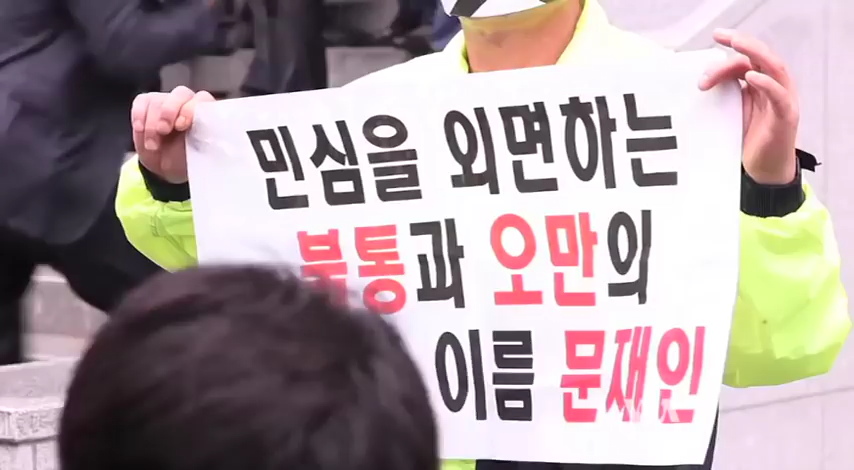 민심을 외면하는
불통과 오만의
이름 문재인